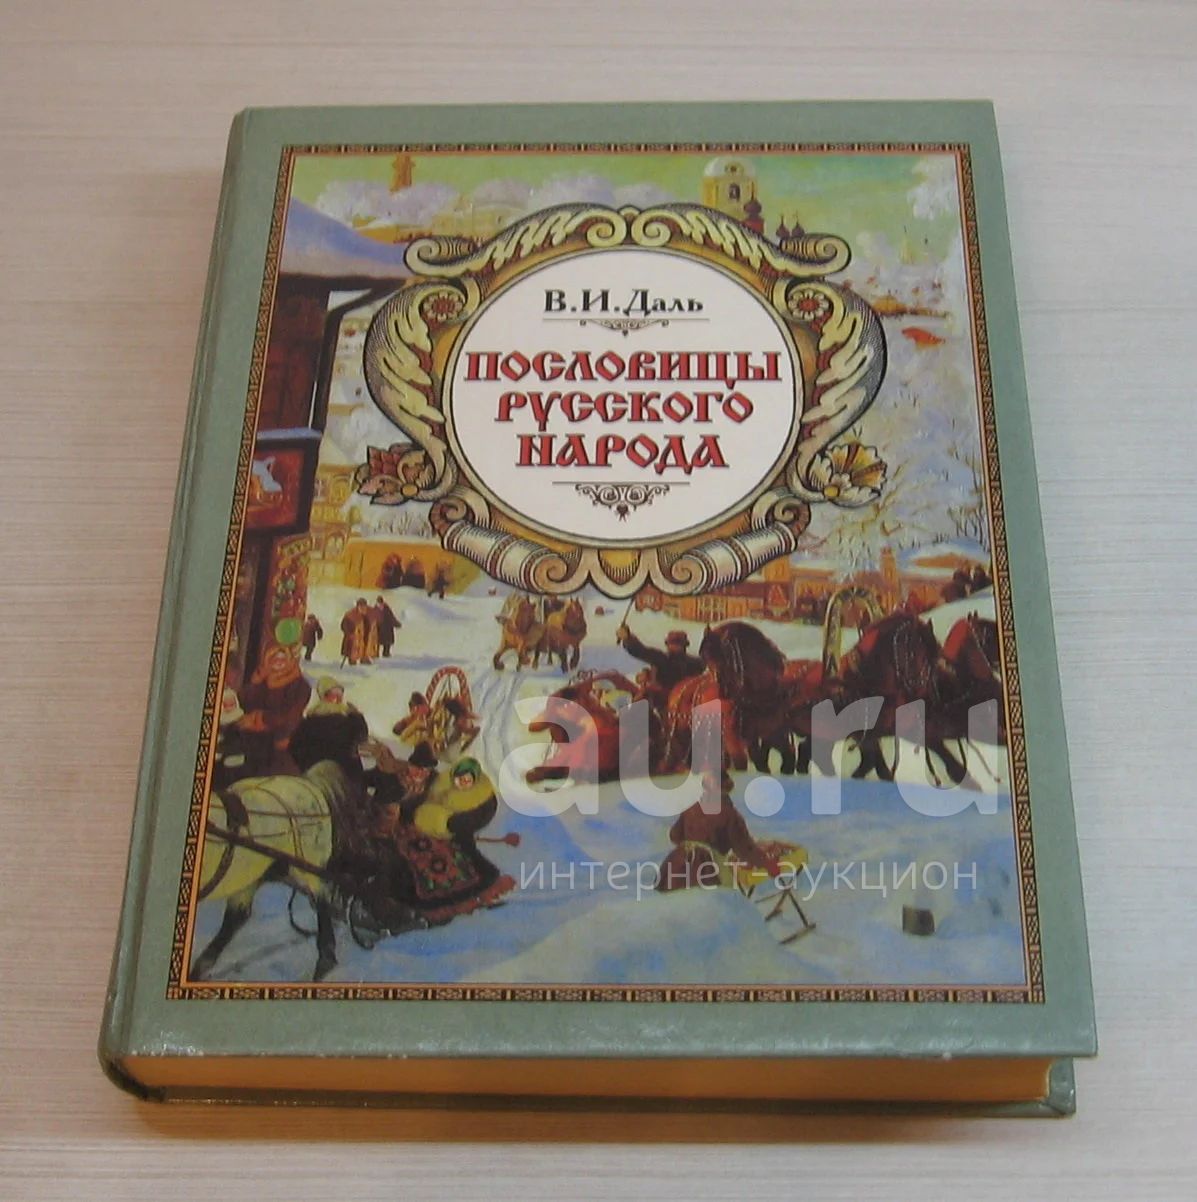 В.И.Даль
ПОСЛОВИЦЫ
РУССКОГО
НАРОДА
au.ru
интернет-аукцион